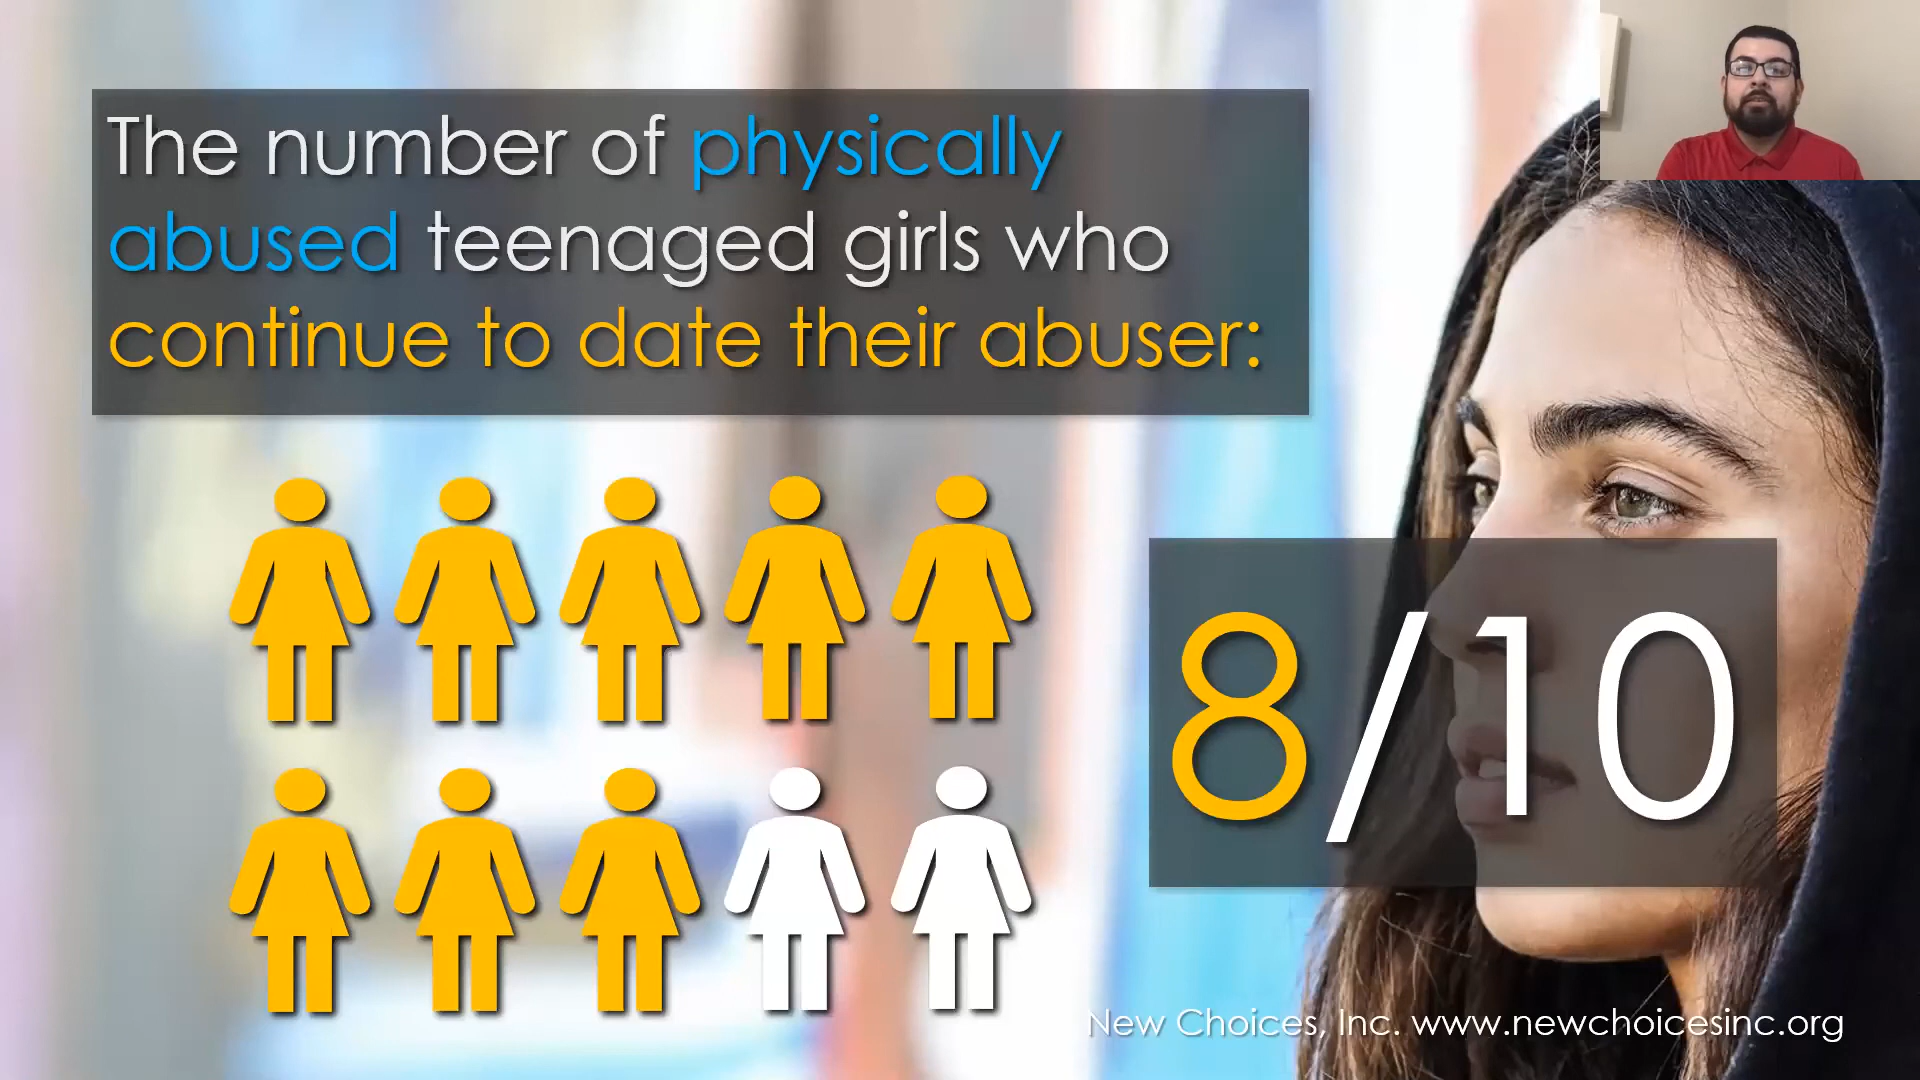 The number of physically
abused teenaged girls who
continue to date their abuser:
8/10
New Choices, Inc. www.newchoicesinc.org